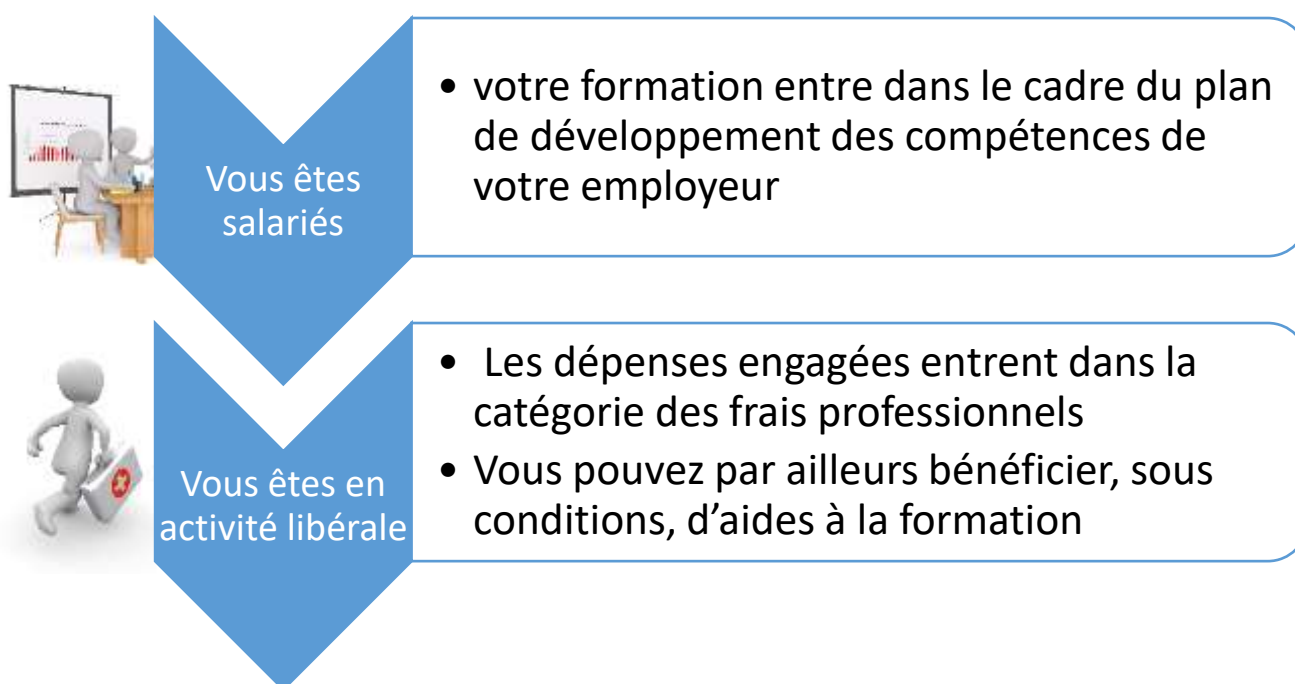 Vous êtes
salariés
• votre formation entre dans le cadre du plan
de développement des compétences de
votre employeur
Vous êtes en
activité libérale
• Les dépenses engagées entrent dans la
catégorie des frais professionnels
• Vous pouvez par ailleurs bénéficier, sous
conditions, d’aides à la formation